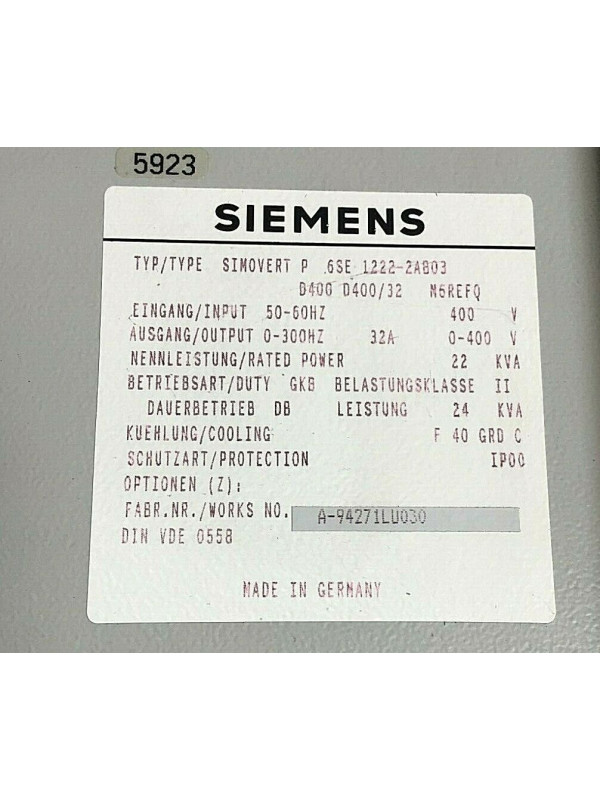 5923
SIEMENS
TYP/TYPE SIMOVERT P 6SE 1222-2AB03
D400 D400/32 M6REFQ
EINGANG/INPUT 50-60HZ 400 V
AUSGANG/OUTPUT 0-300HZ 32A 0-400 V
NENNLEISTUNG/RATED POWER 22 KVA
BETRIEBSART/DUTY GKB BELASTUNGSKLASSE II
DAUERBETRIEB DB LEISTUNG 24 KVA
KUEHLUNG/COOLING F 40 GRD C
SCHUTZART/PROTECTION IP00
OPTIONEN (Z):
FABR.NR./WORKS NO. A-94271LU030
DIN VDE 0558
MADE IN GERMANY